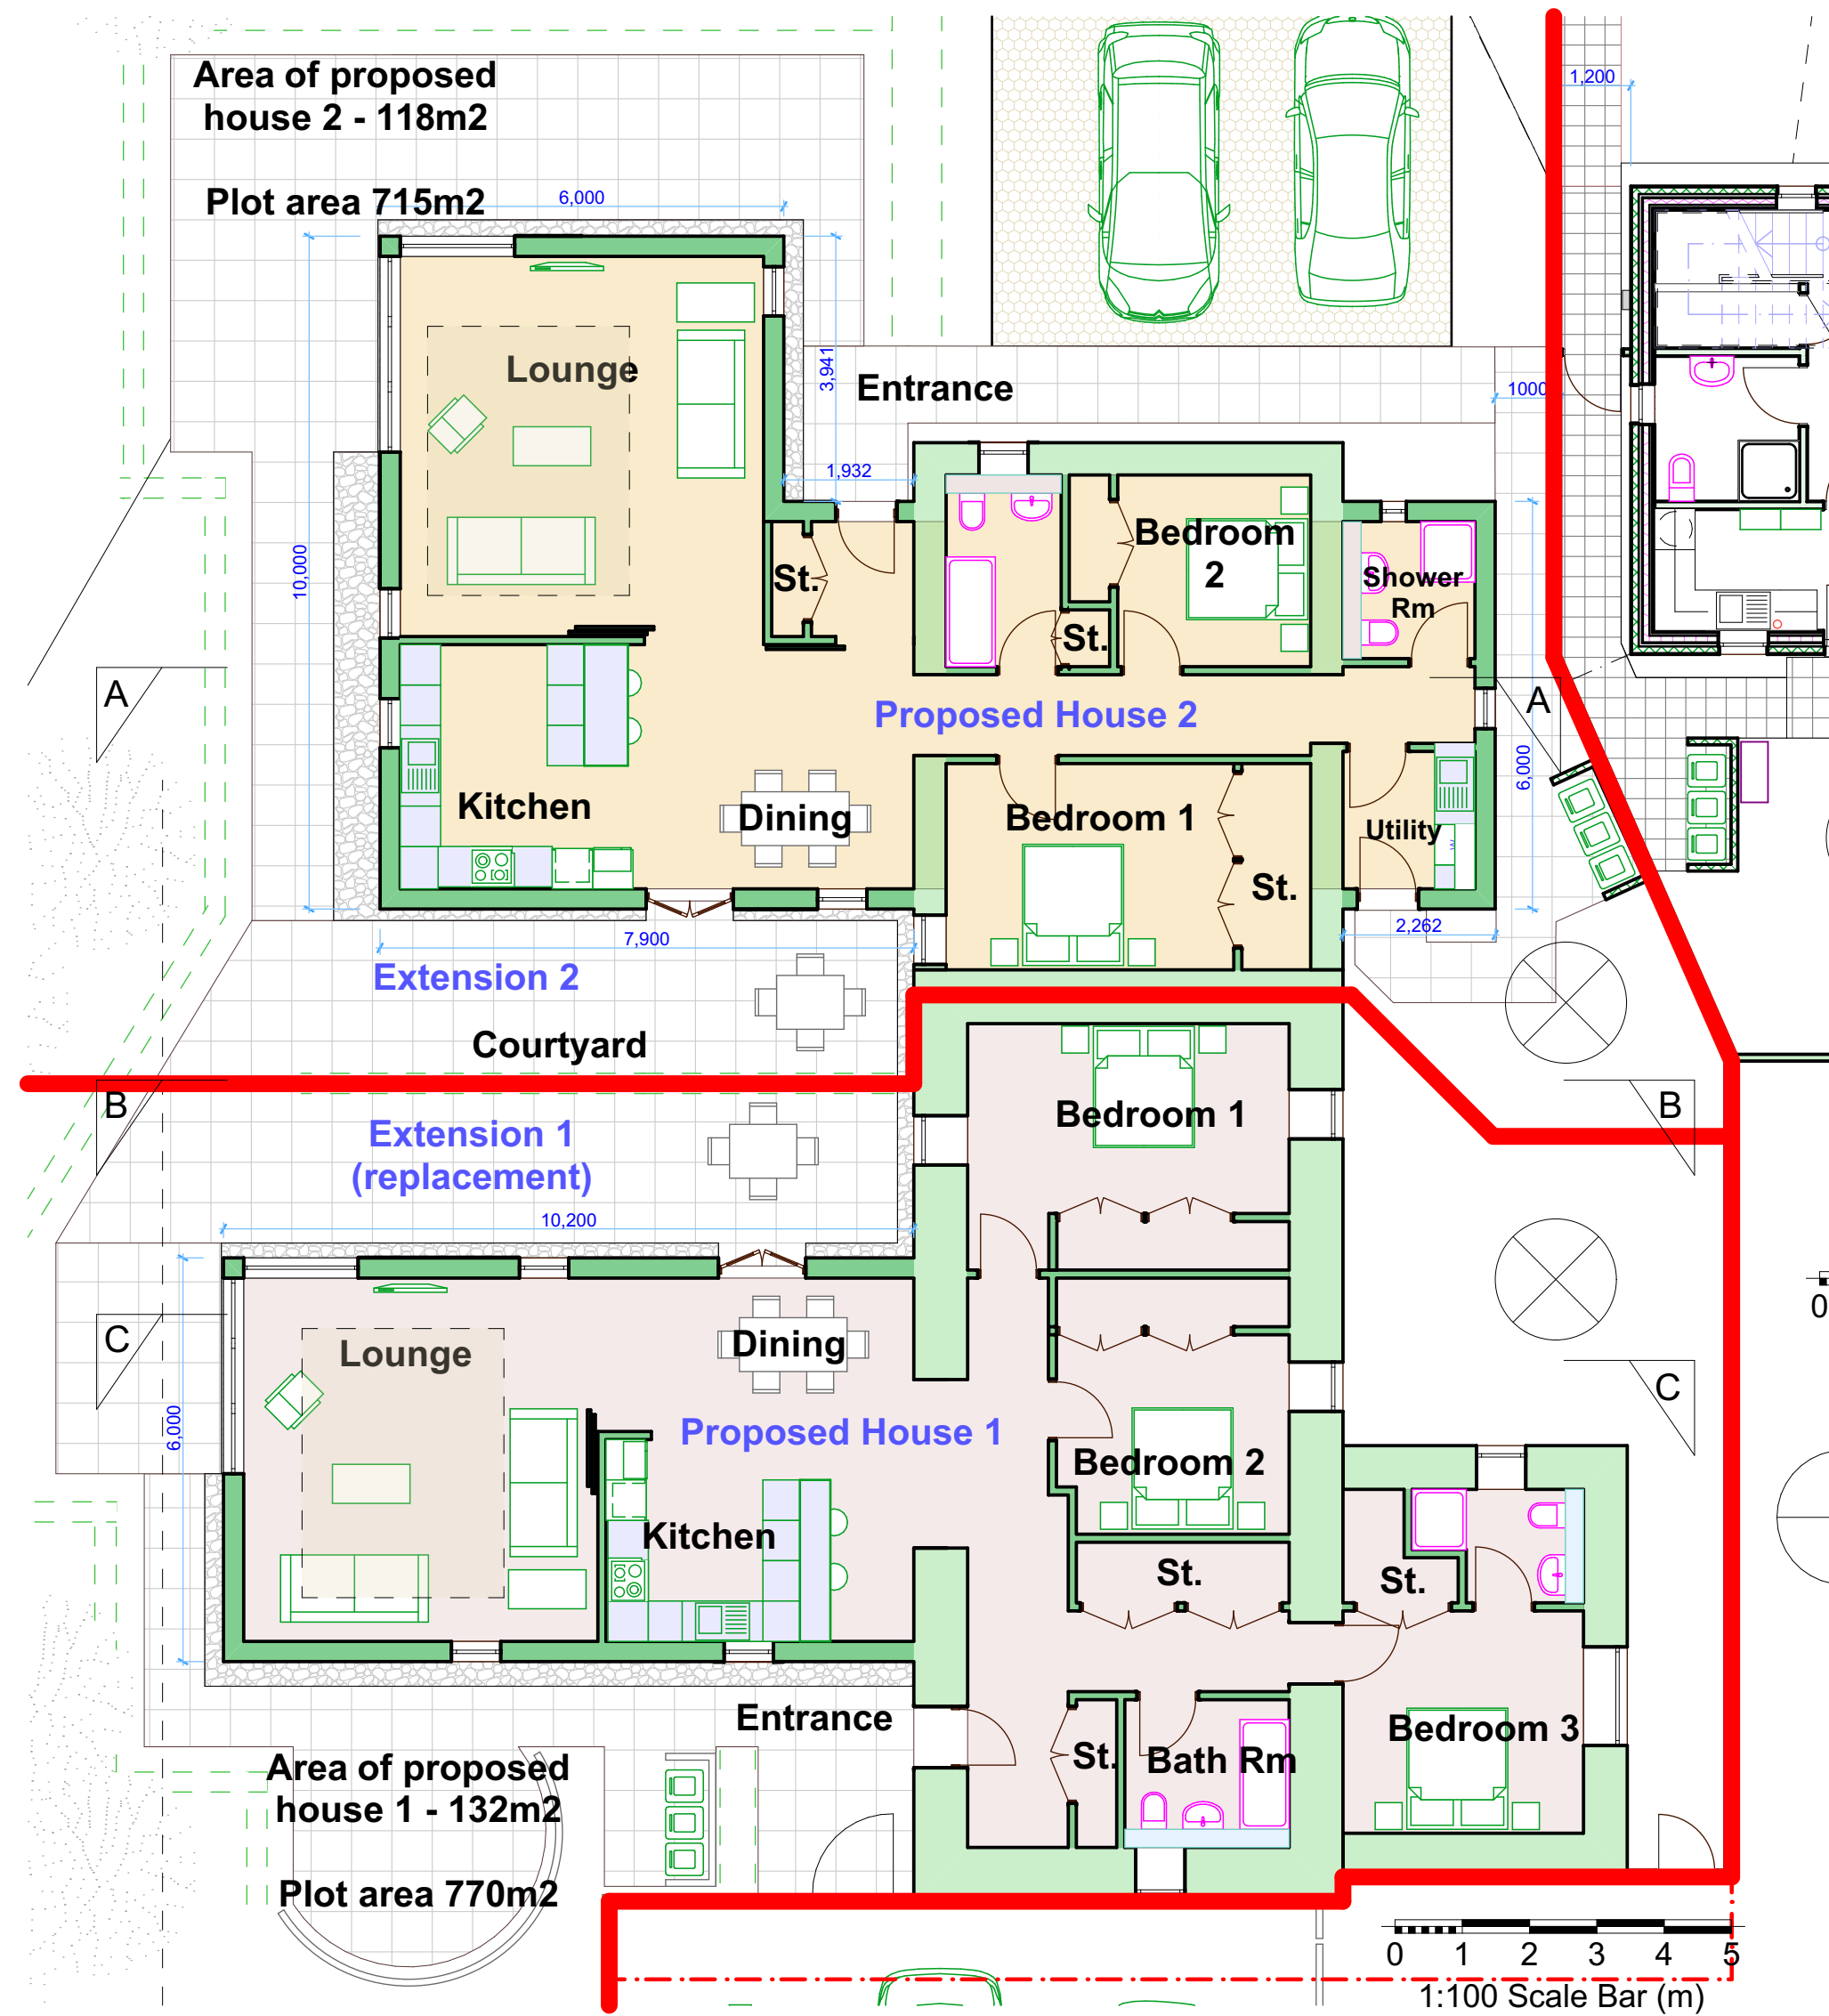 Area of proposed
house 2 - 118m2
Plot area 715m2
6,000
1,200
Lounge
3,941
Entrance
1000
1,932
10,000
St.
Bedroom
2
Shower
Rm
St.
A
Proposed House 2
A
Kitchen
Dining
Bedroom 1
Utility
6,000
St.
W
7,900
2,262
Extension 2
Courtyard
B
Bedroom 1
B
Extension 1
(replacement)
10,200
0
C
Lounge
Dining
C
6,000
Proposed House 1
Bedroom 2
Kitchen
St.
St.
Entrance
Bedroom 3
St.
Bath Rm
Area of proposed
house 1 - 132m2
Plot area 770m2
0 1 2 3 4 5
1:100 Scale Bar (m)